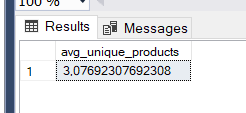 100 %
Results Messages
avg_unique_products
1 3,07692307692308